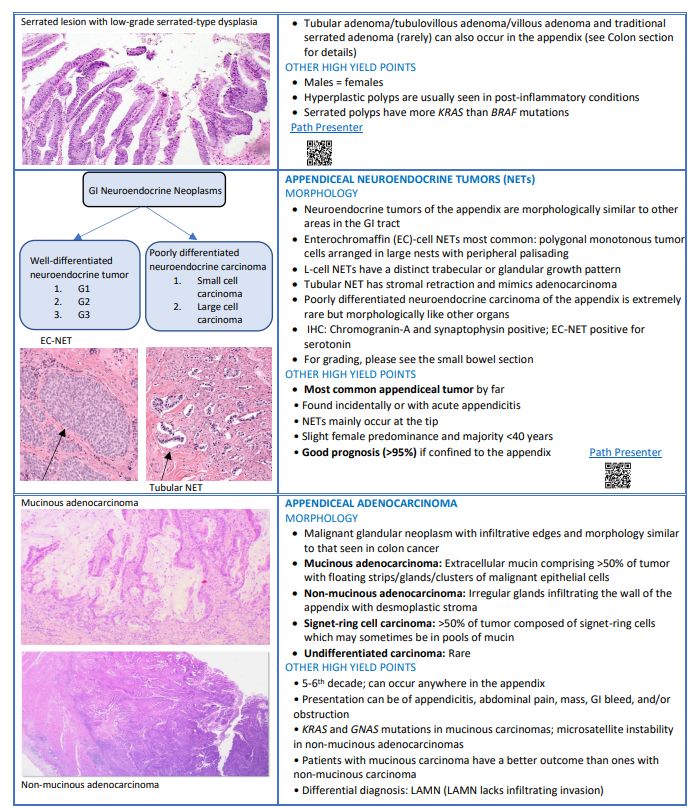 Serrated lesion with low-grade serrated-type dysplasia
• Tubular adenoma/tubulovillous adenoma/villous adenoma and traditional
serrated adenoma (rarely) can also occur in the appendix (see Colon section
for details)
OTHER HIGH YIELD POINTS
• Males = females
• Hyperplastic polyps are usually seen in post-inflammatory conditions
• Serrated polyps have more KRAS than BRAF mutations
Path Presenter
GI Neuroendocrine Neoplasms
Well-differentiated
neuroendocrine tumor
1. G1
2. G2
3. G3
Poorly differentiated
neuroendocrine carcinoma
1. Small cell
carcinoma
2. Large cell
carcinoma
EC-NET
Tubular NET
APPENDICEAL NEUROENDOCRINE TUMORS (NETs)
MORPHOLOGY
• Neuroendocrine tumors of the appendix are morphologically similar to other
areas in the GI tract
• Enterochromaffin (EC)-cell NETs most common: polygonal monotonous tumor
cells arranged in large nests with peripheral palisading
• L-cell NETs have a distinct trabecular or glandular growth pattern
• Tubular NET has stromal retraction and mimics adenocarcinoma
• Poorly differentiated neuroendocrine carcinoma of the appendix is extremely
rare but morphologically like other organs
• IHC: Chromogranin-A and synaptophysin positive; EC-NET positive for
serotonin
• For grading, please see the small bowel section
OTHER HIGH YIELD POINTS
• Most common appendiceal tumor by far
• Found incidentally or with acute appendicitis
• NETs mainly occur at the tip
• Slight female predominance and majority <40 years
• Good prognosis (>95%) if confined to the appendix Path Presenter
Mucinous adenocarcinoma
Non-mucinous adenocarcinoma
APPENDICEAL ADENOCARCINOMA
MORPHOLOGY
• Malignant glandular neoplasm with infiltrative edges and morphology similar
to that seen in colon cancer
• Mucinous adenocarcinoma: Extracellular mucin comprising >50% of tumor
with floating strips/glands/clusters of malignant epithelial cells
• Non-mucinous adenocarcinoma: Irregular glands infiltrating the wall of the
appendix with desmoplastic stroma
• Signet-ring cell carcinoma: >50% of tumor composed of signet-ring cells
which may sometimes be in pools of mucin
• Undifferentiated carcinoma: Rare
OTHER HIGH YIELD POINTS
• 5-6th decade; can occur anywhere in the appendix
• Presentation can be of appendicitis, abdominal pain, mass, GI bleed, and/or
obstruction
• KRAS and GNAS mutations in mucinous carcinomas; microsatellite instability
in non-mucinous adenocarcinomas
• Patients with mucinous carcinoma have a better outcome than ones with
non-mucinous carcinoma
• Differential diagnosis: LAMN (LAMN lacks infiltrating invasion)